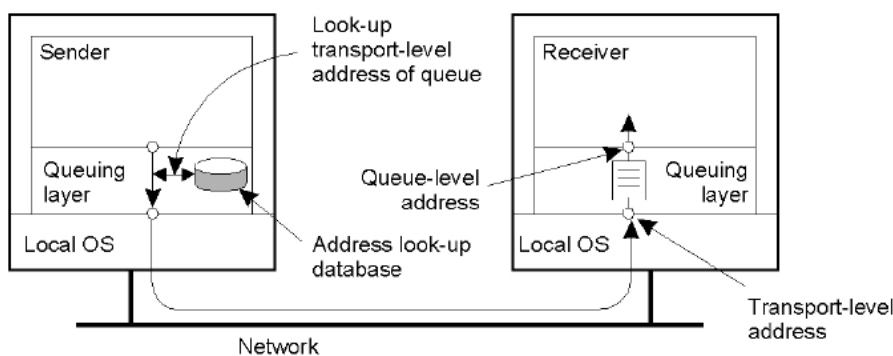 Sender
Look-up
transport-level
address of queue
Receiver
Queuing
layer
Queue-level
address
Queuing
layer
Local OS
Address look-up
database
Local OS
Transport-level
address
Network